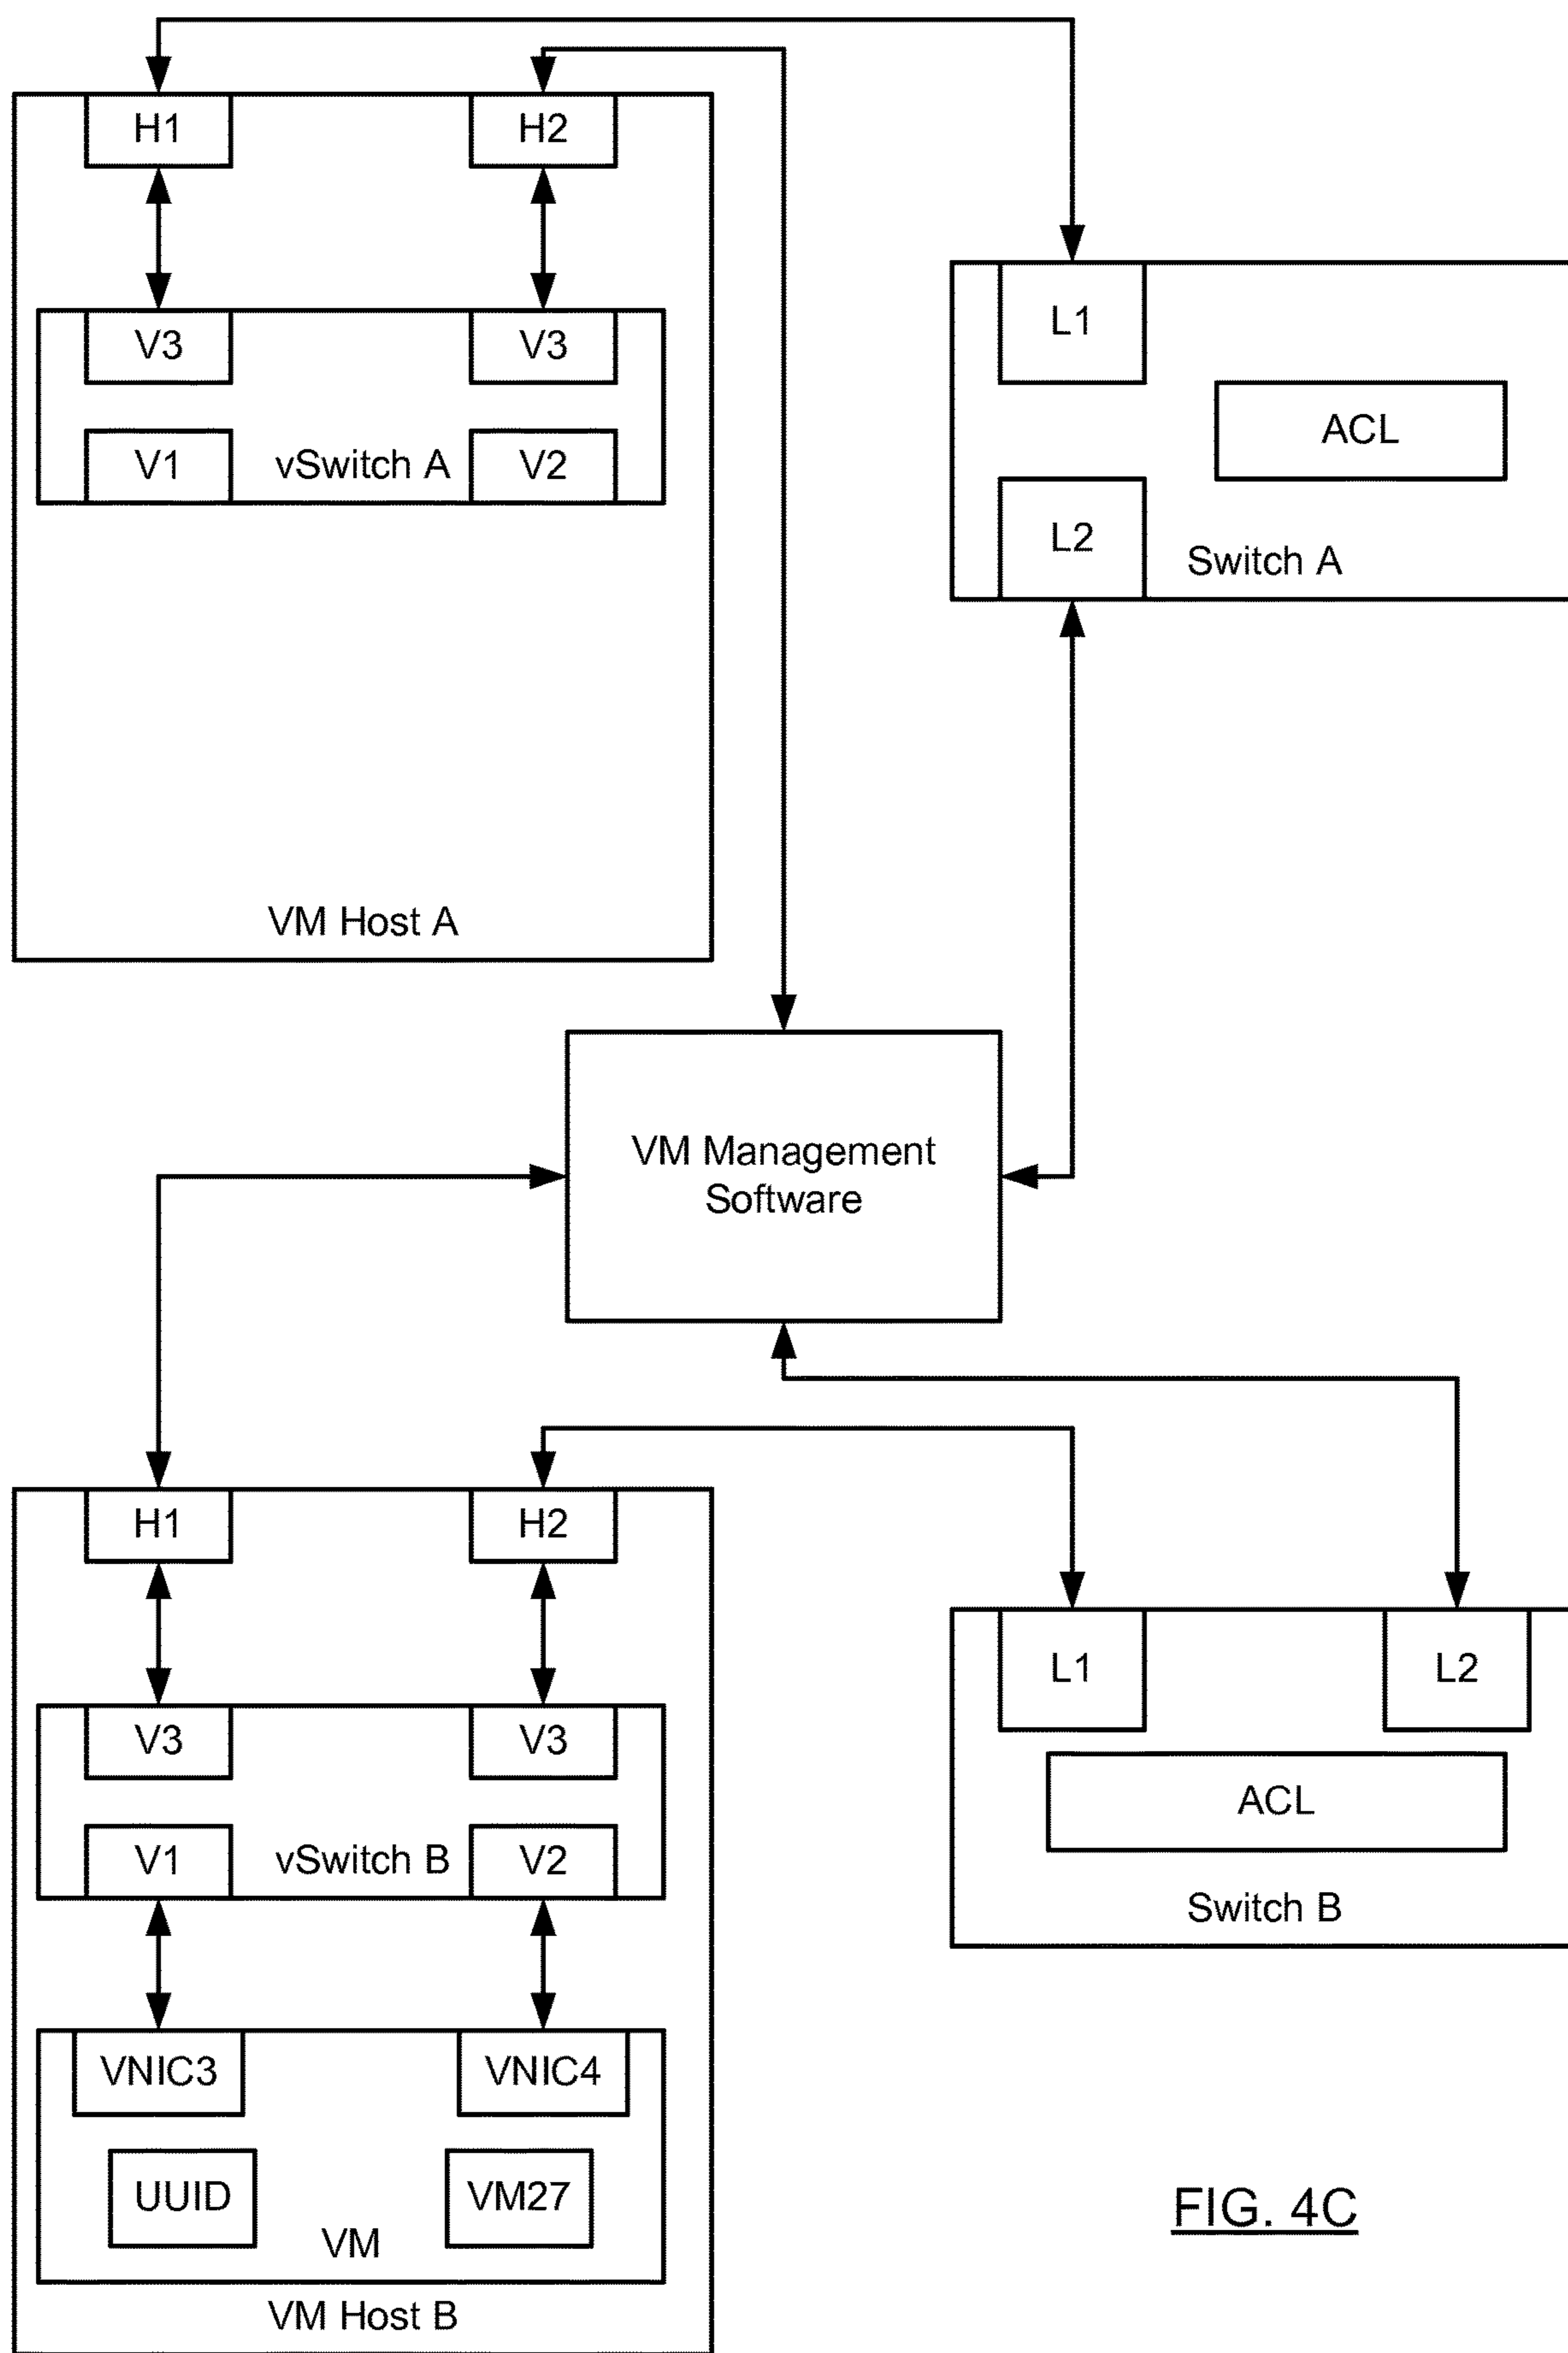 H1
H2
V3
V3
V1
vSwitch A
V2
VM Host A
L1
ACL
L2
Switch A
VM Management
Software
H1
H2
V3
V3
V1
vSwitch B
V2
VNIC3
VNIC4
UUID
VM27
VM
VM Host B
L1
L2
ACL
Switch B
FIG. 4C